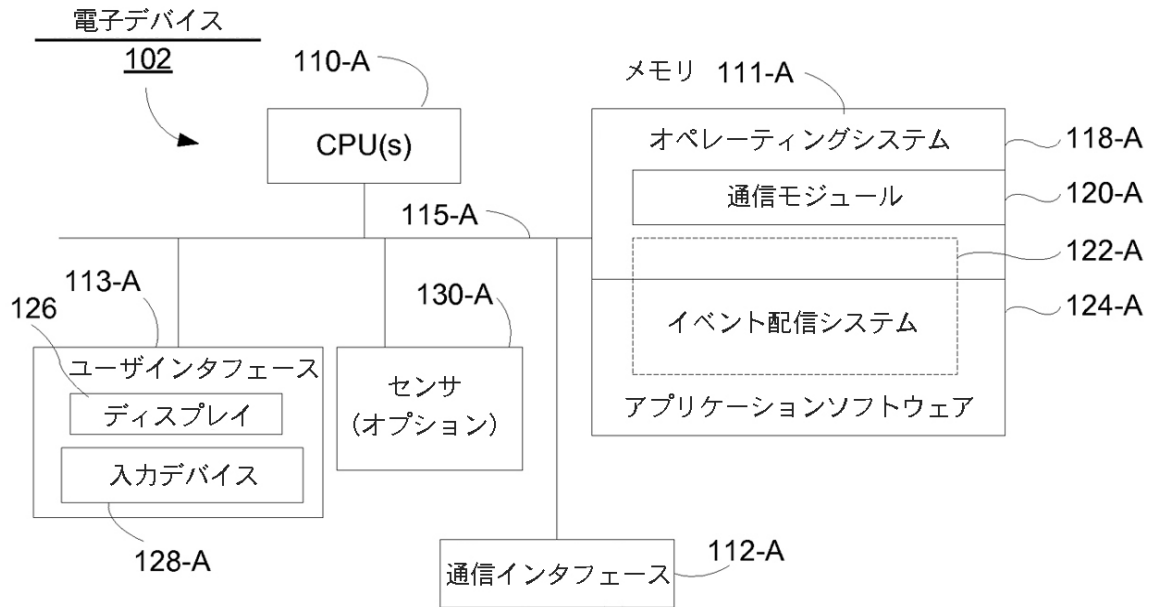 電子デバイス
102
110-A
CPU(s)
メモリ 111-A
オペレーティングシステム
118-A
通信モジュール
120-A
115-A
122-A
イベント配信システム
124-A
アプリケーションソフトウェア
113-A
126
ユーザインタフェース
ディスプレイ
入力デバイス
128-A
130-A
センサ
(オプション)
通信インタフェース
112-A